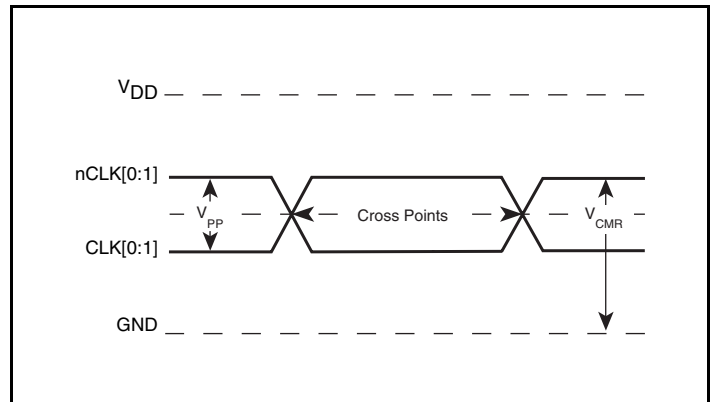 VDD
nCLK[0:1]
VPP
Cross Points
VCMR
CLK[0:1]
GND